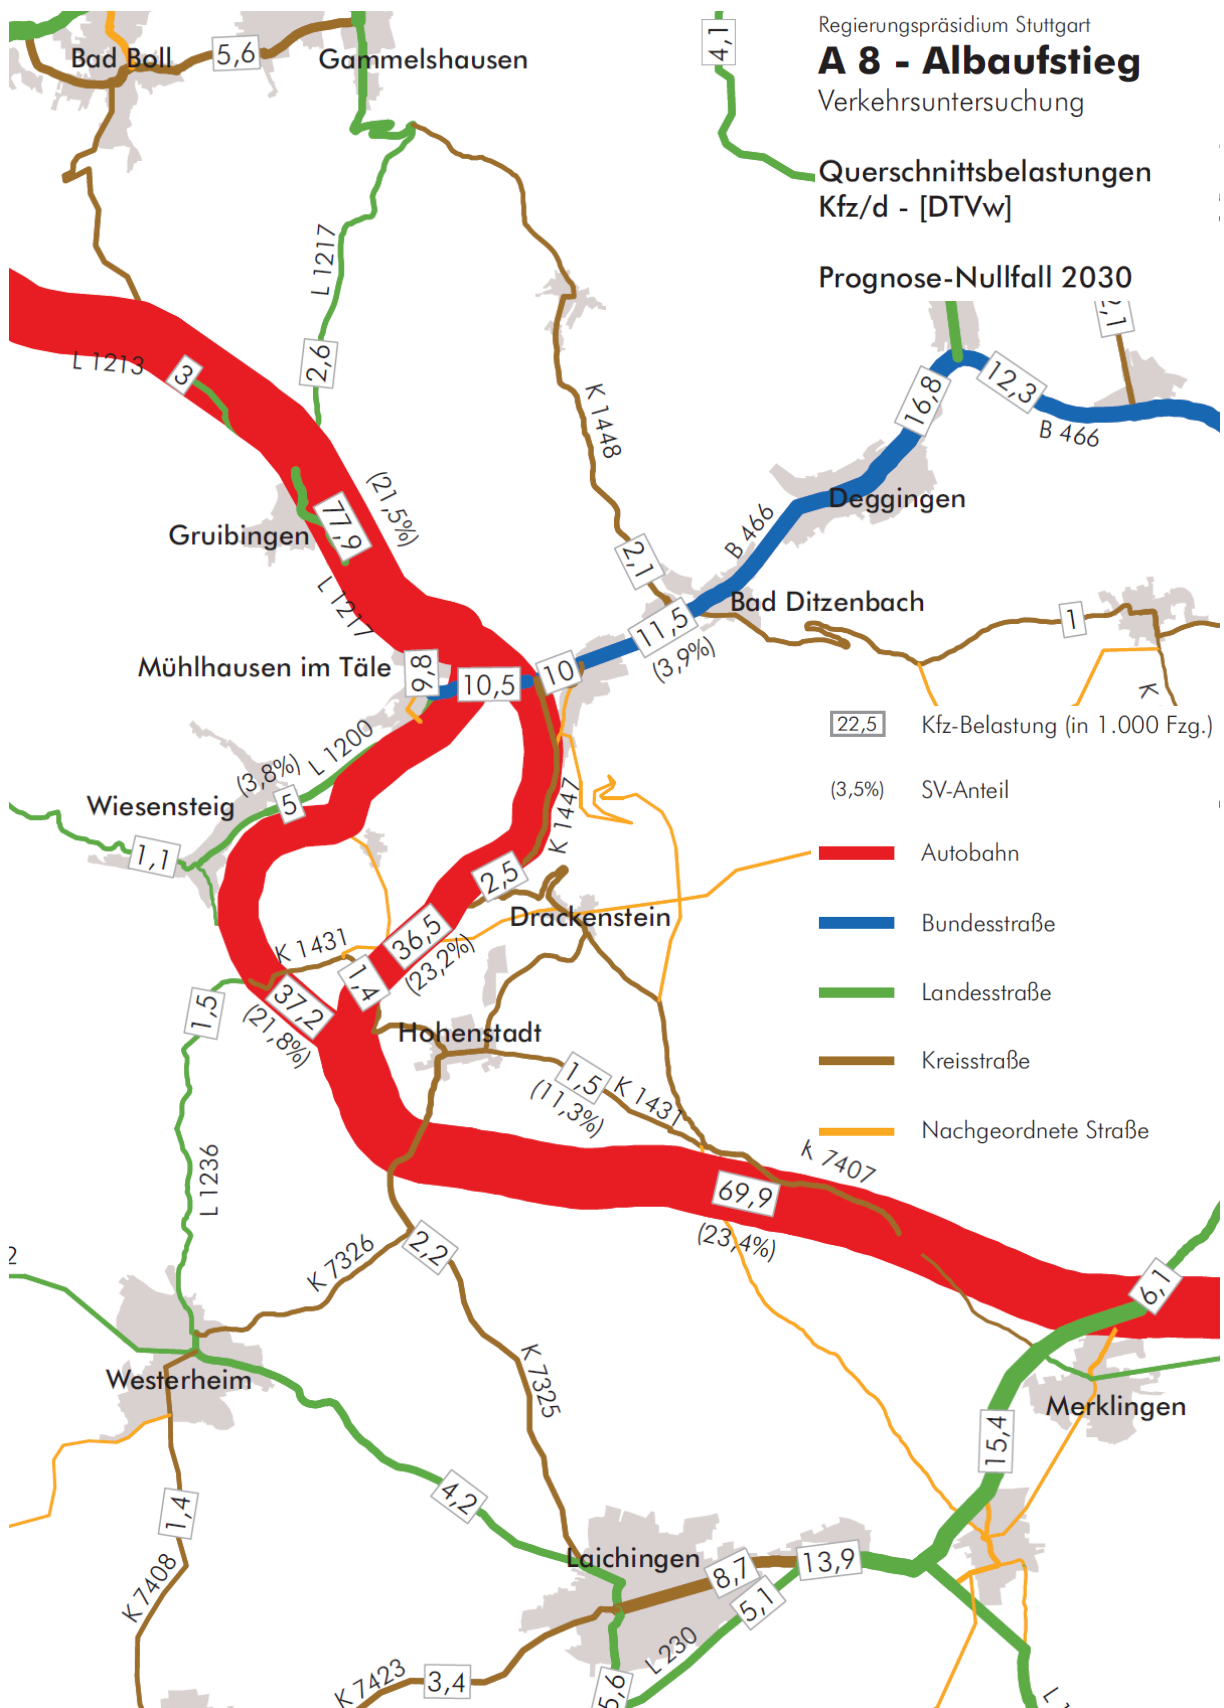 Regierungspräsidium Stuttgart
A 8 - Albaufstieg
Verkehrsuntersuchung
Querschnittsbelastungen
Kfz/d - [DTVw]
Prognose-Nullfall 2030
Bad Boll
5,6
Gammelshausen
4,1
L 1217
2,6
L 1213
3
K 1448
(21,5%)
77,9
Gruibingen
L 1217
2,1
16,8
12,3
2,1
B 466
Deggingen
B 466
Bad Ditzenbach
11,5
(3,9%)
1
K
Mühlhausen im Täle
9,8
10,5
10
22,5
Kfz-Belastung (in 1.000 Fzg.)
(3,5%)
SV-Anteil
Autobahn
Bundesstraße
Landesstraße
Kreisstraße
Nachgeordnete Straße
L 1200
(3,8%)
5
Wiesensteig
1,1
K 1447
2,5
Drackenstein
36,5
(23,2%)
K 1431
1,4
37,2
(21,8%)
1,5
Hohenstadt
1,5
(11,3%)
K 1431
K 7407
69,9
(23,4%)
L 1236
2
K 7326
2,2
6,1
K 7325
Westerheim
Merklingen
15,4
4,2
1,4
K 7408
Laichingen
8,7
13,9
5,1
L 230
K 7423
3,4
5,6